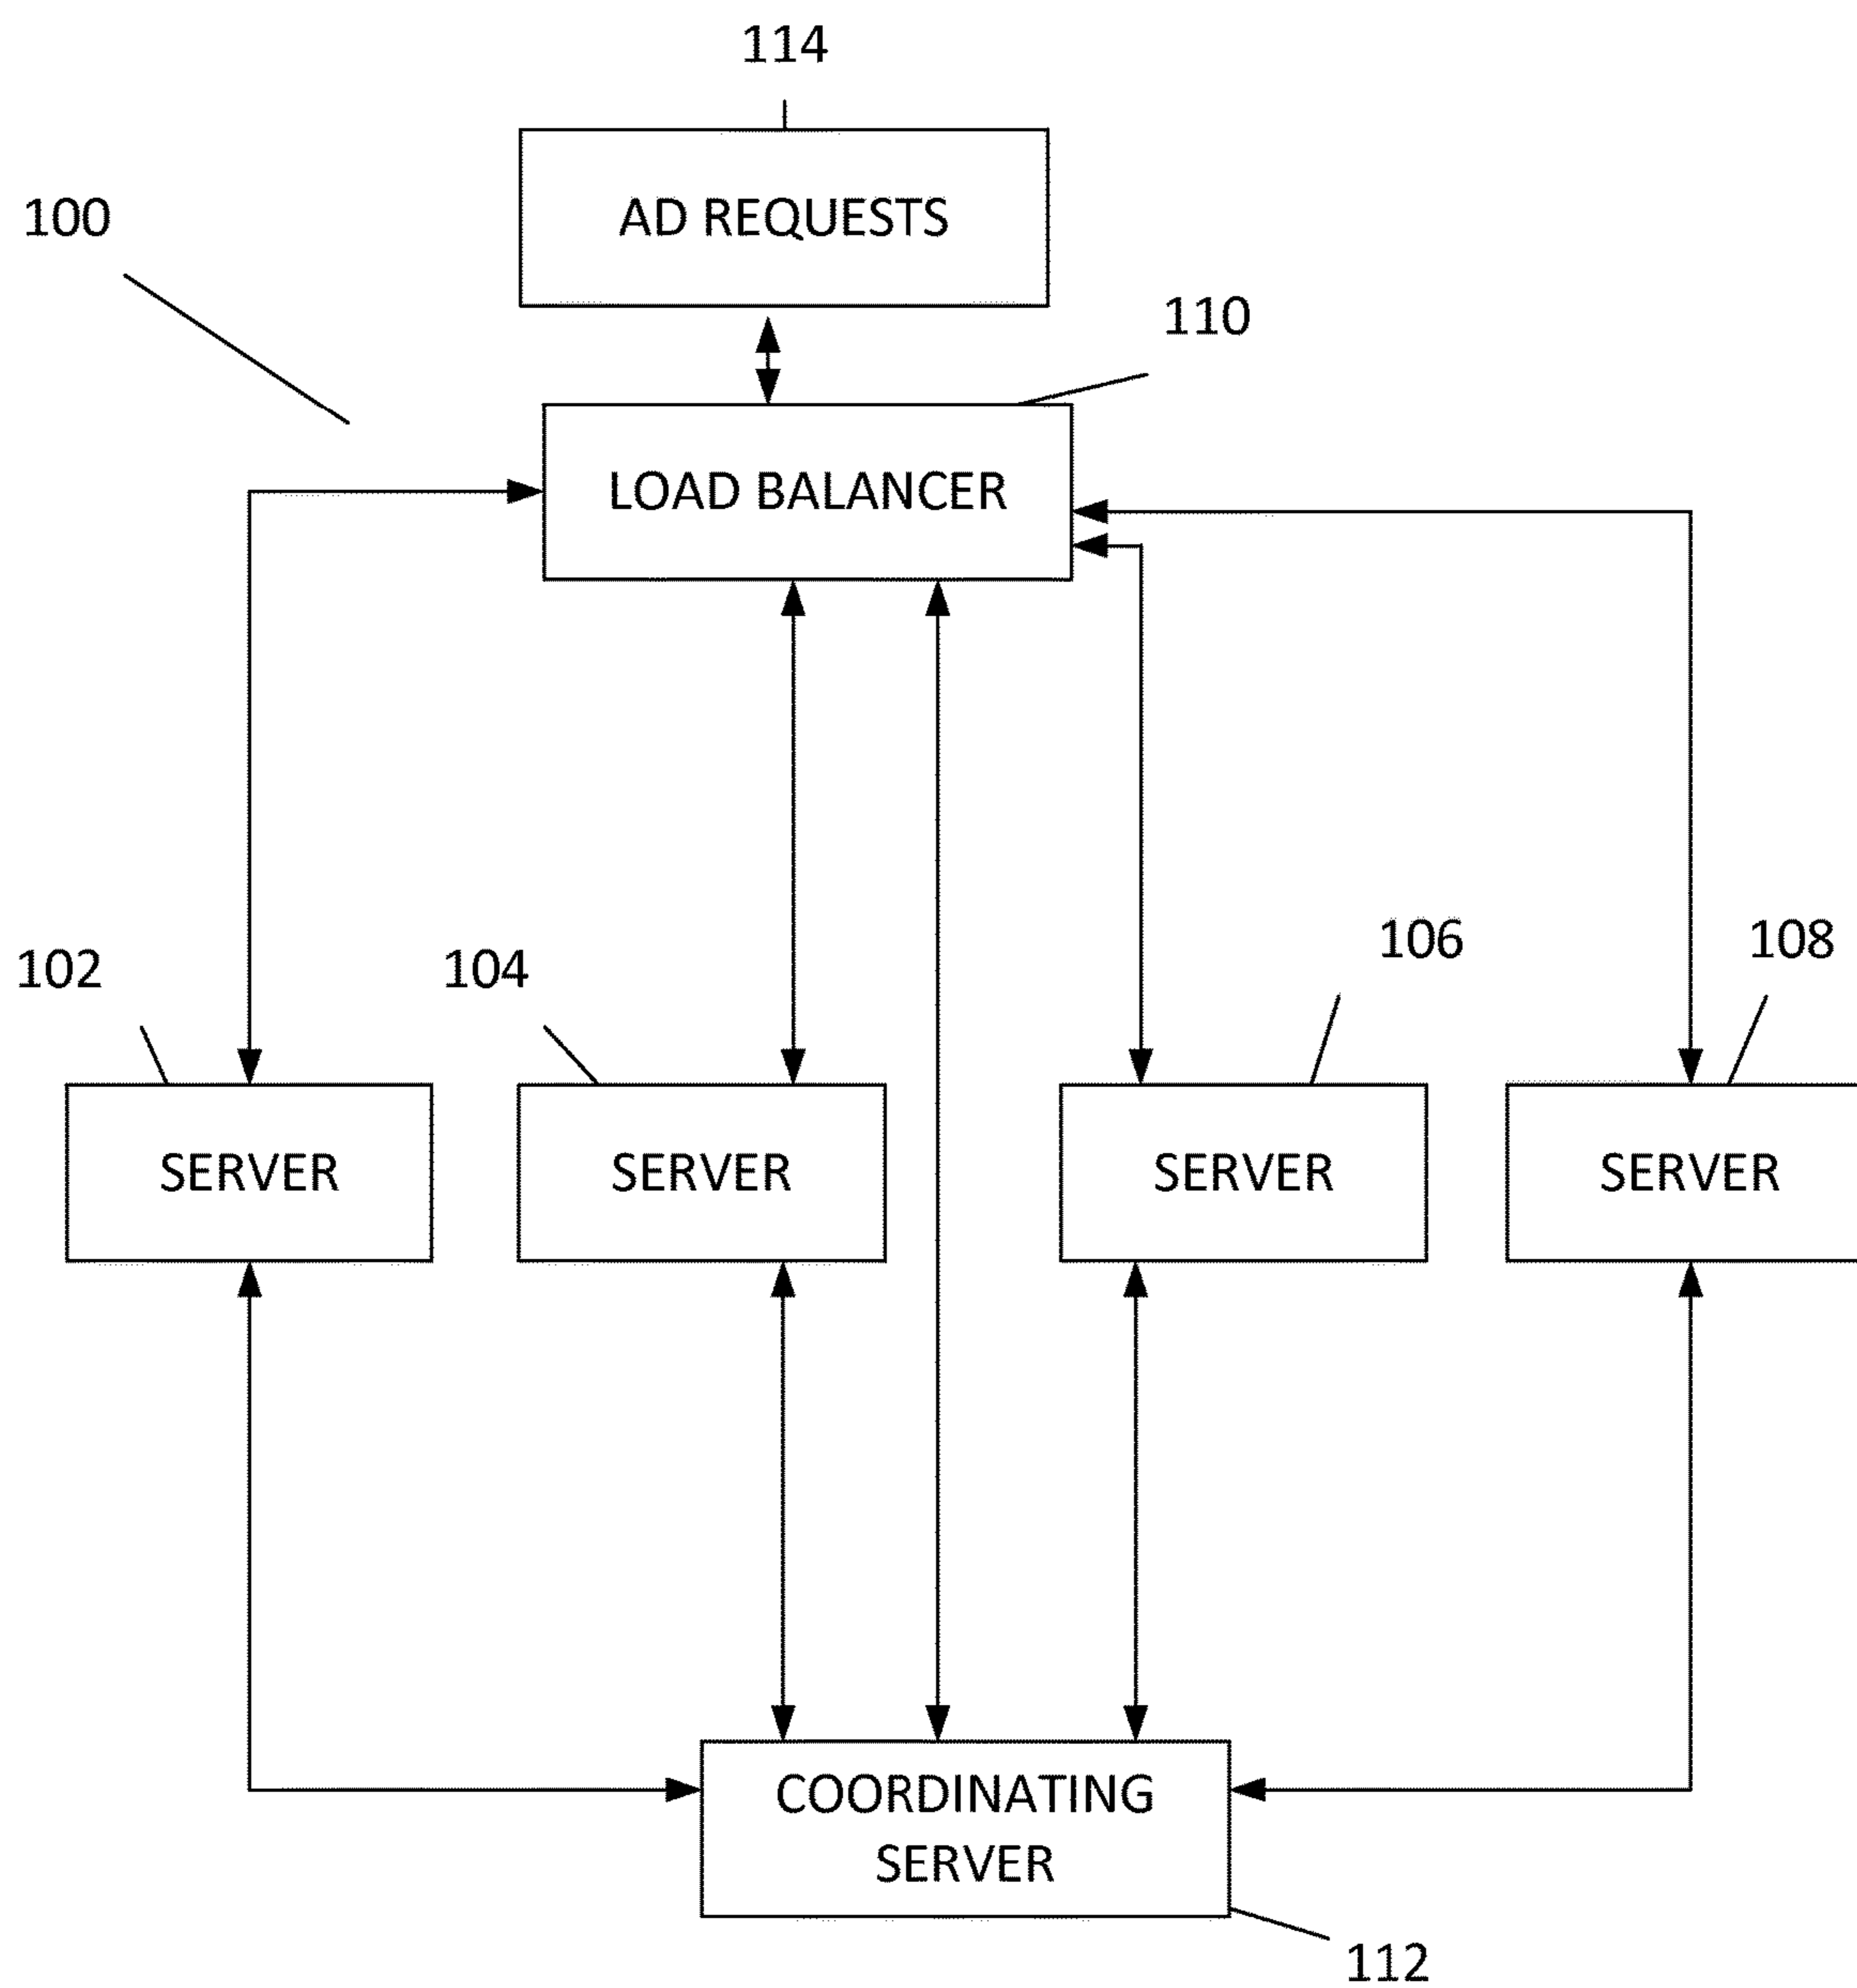 114
AD REQUESTS
100
110
LOAD BALANCER
106
108
102
104
SERVER
SERVER
SERVER
SERVER
COORDINATING
SERVER
112